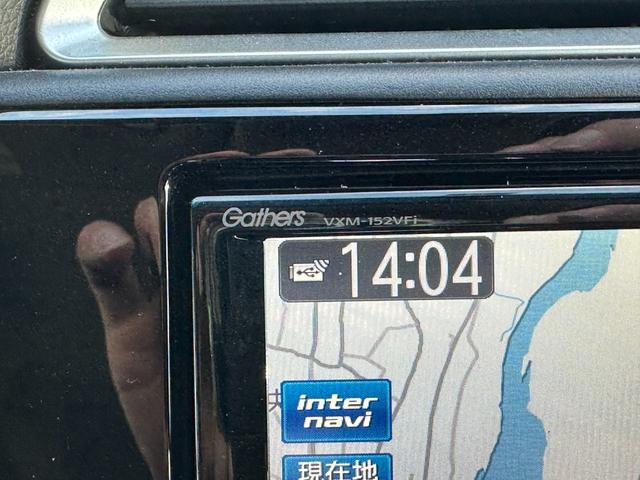 Gathers VXM-152VFi
14:04
inter
navi
現在地